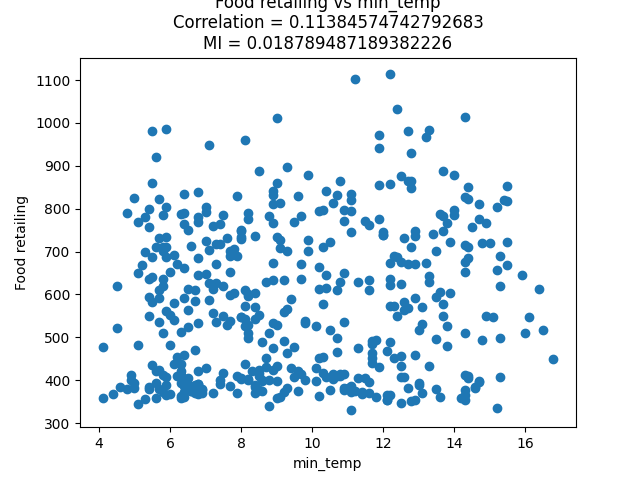 Food retailing vs min_temp
Correlation = 0.11384574742792683
MI = 0.018789487189382226
1100
1000
900
800
700
600
500
400
300
Food retailing
4 6 8 10 12 14 16
min_temp